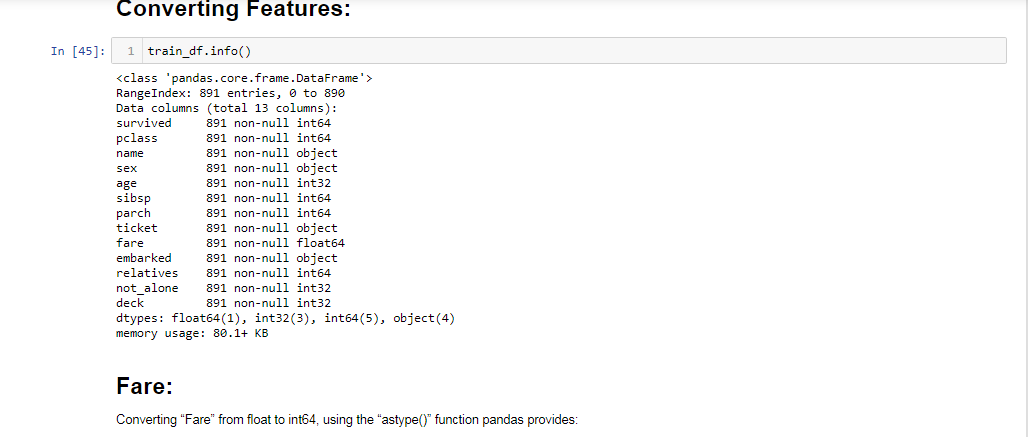 Converting Features:
In [45]: 1 train_df.info()
<class 'pandas.core.frame.DataFrame'>
RangeIndex: 891 entries, 0 to 890
Data columns (total 13 columns):
survived 891 non-null int64
pclass 891 non-null int64
name 891 non-null object
sex 891 non-null object
age 891 non-null int32
sibsp 891 non-null int64
parch 891 non-null int64
ticket 891 non-null object
fare 891 non-null float64
embarked 891 non-null object
relatives 891 non-null int64
not_alone 891 non-null int32
deck 891 non-null int32
dtypes: float64(1), int32(3), int64(5), object(4)
memory usage: 80.1+ KB
Fare:
Converting “Fare” from float to int64, using the “astype()” function pandas provides: